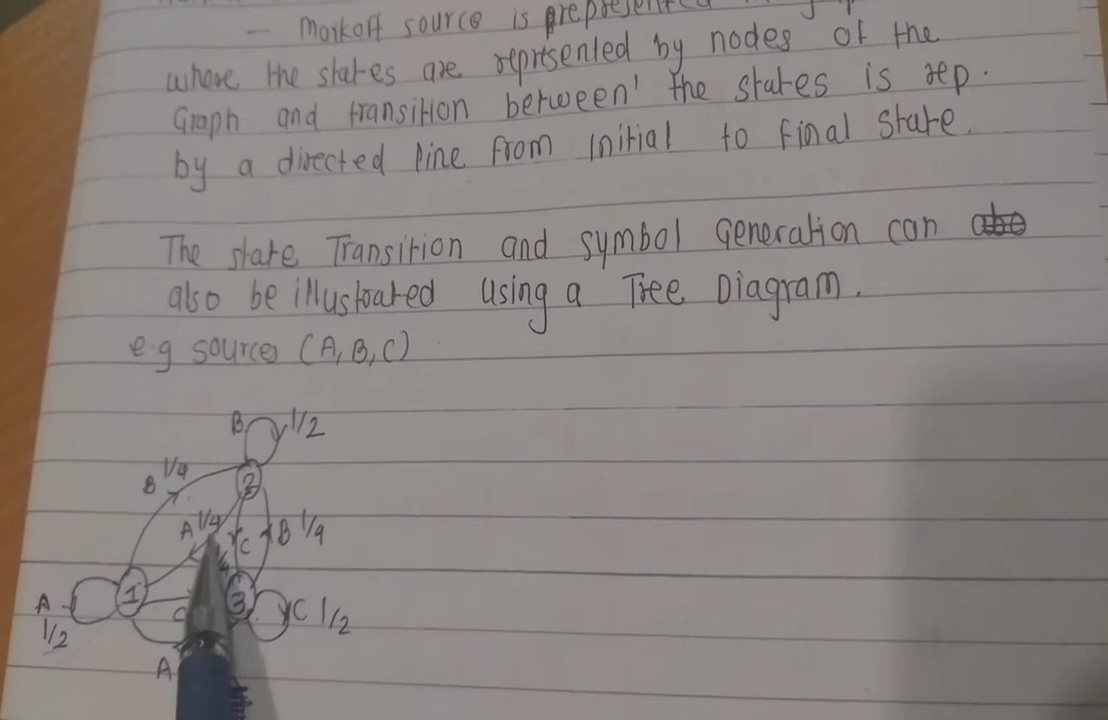 - Markoff source is
where the states are represented by nodes of the
Graph and transition between' the states is rep.
by a directed line from initial to final state.
The state Transition and symbol Generation can
also be illustrated using a Tree Diagram.
e.g source (A, B, C)
B 1/2
B 1/4
2
A 1/4
C
B 1/4
A
1/2
1
C
3
C 1/2
A